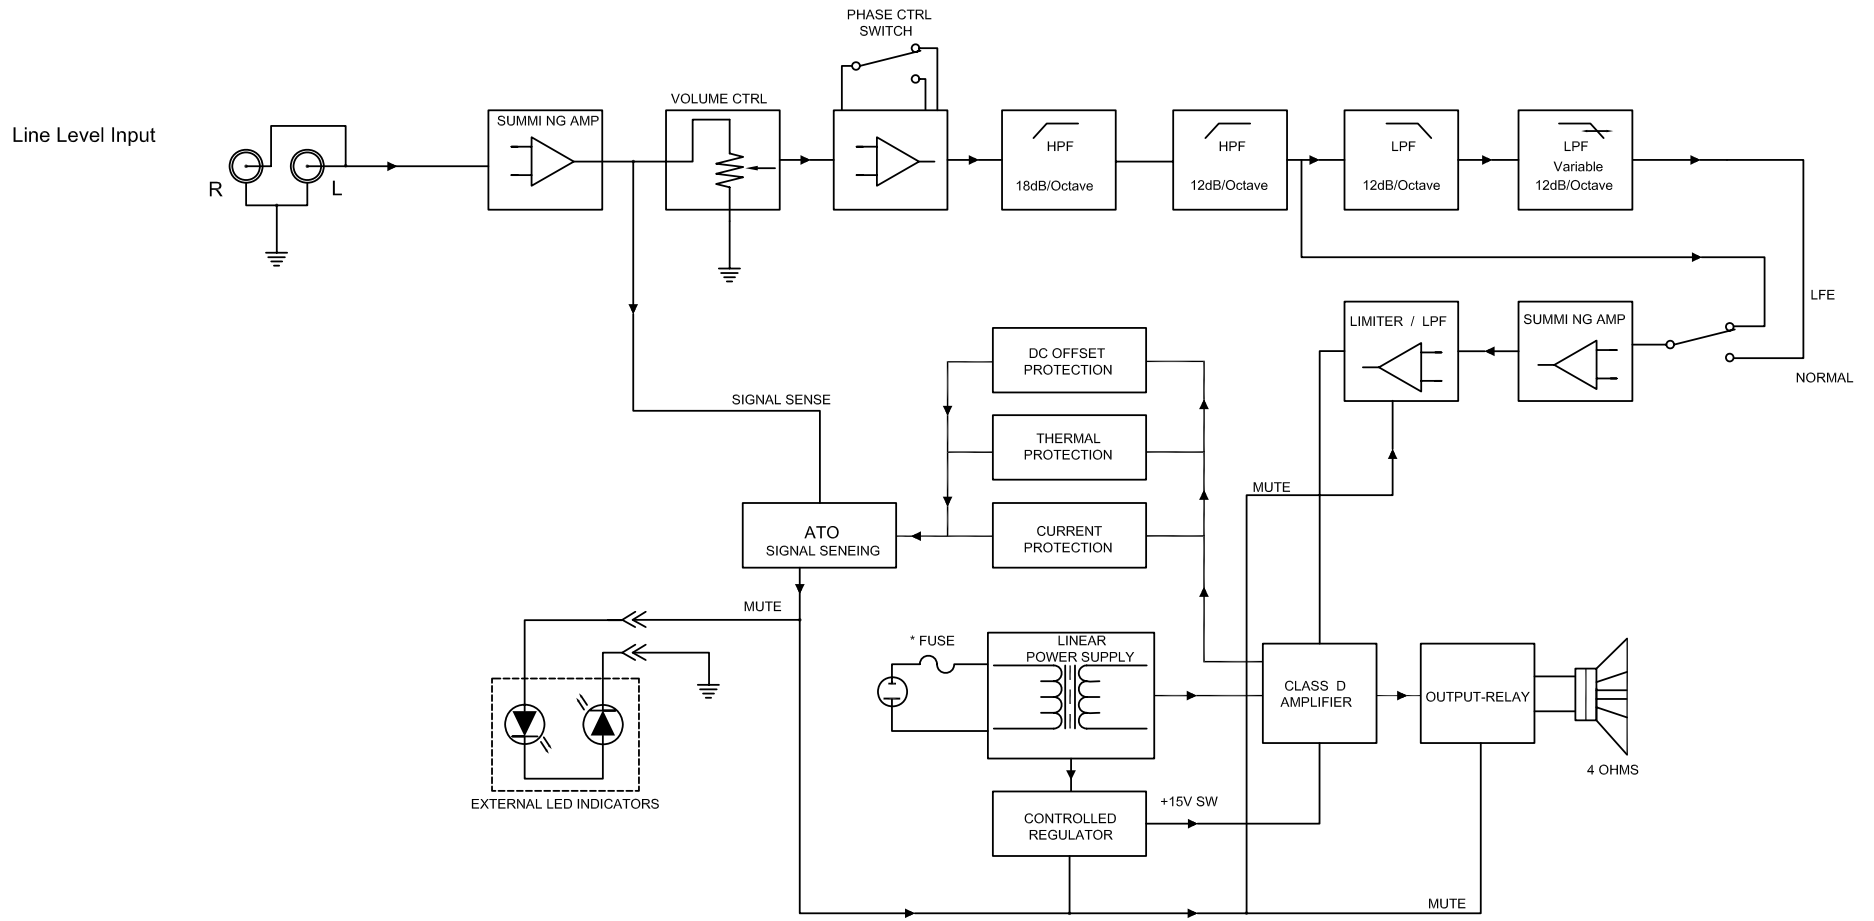 PHASE CTRL
SWITCH
Line Level Input
R
L
SUMMI NG AMP
VOLUME CTRL
HPF
18dB/Octave
HPF
12dB/Octave
LPF
12dB/Octave
LPF
Variable
12dB/Octave
LFE
NORMAL
LIMITER / LPF
SUMMI NG AMP
DC OFFSET
PROTECTION
SIGNAL SENSE
THERMAL
PROTECTION
MUTE
ATO
SIGNAL SENEING
CURRENT
PROTECTION
MUTE
* FUSE
LINEAR
POWER SUPPLY
CLASS D
AMPLIFIER
OUTPUT-RELAY
4 OHMS
EXTERNAL LED INDICATORS
CONTROLLED
REGULATOR
+15V SW
MUTE